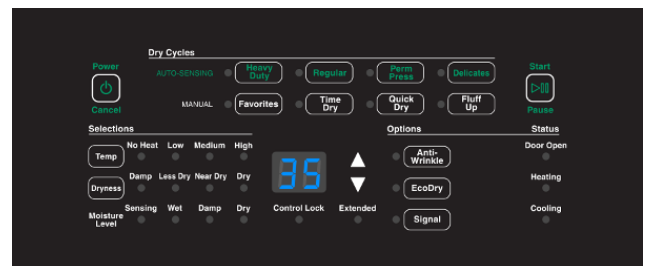 Dry Cycles
Power
AUTO-SENSING Heavy Duty Regular Perm Press Delicates
Start
Cancel
MANUAL Favorites Time Dry Quick Dry Fluff Up
Pause
Selections
Options
Status
No Heat Low Medium High
Temp
Damp Less Dry Near Dry Dry
Dryness
Sensing Wet Damp Dry
Moisture Level
35
Control Lock Extended
Anti-Wrinkle
EcoDry
Signal
Door Open
Heating
Cooling